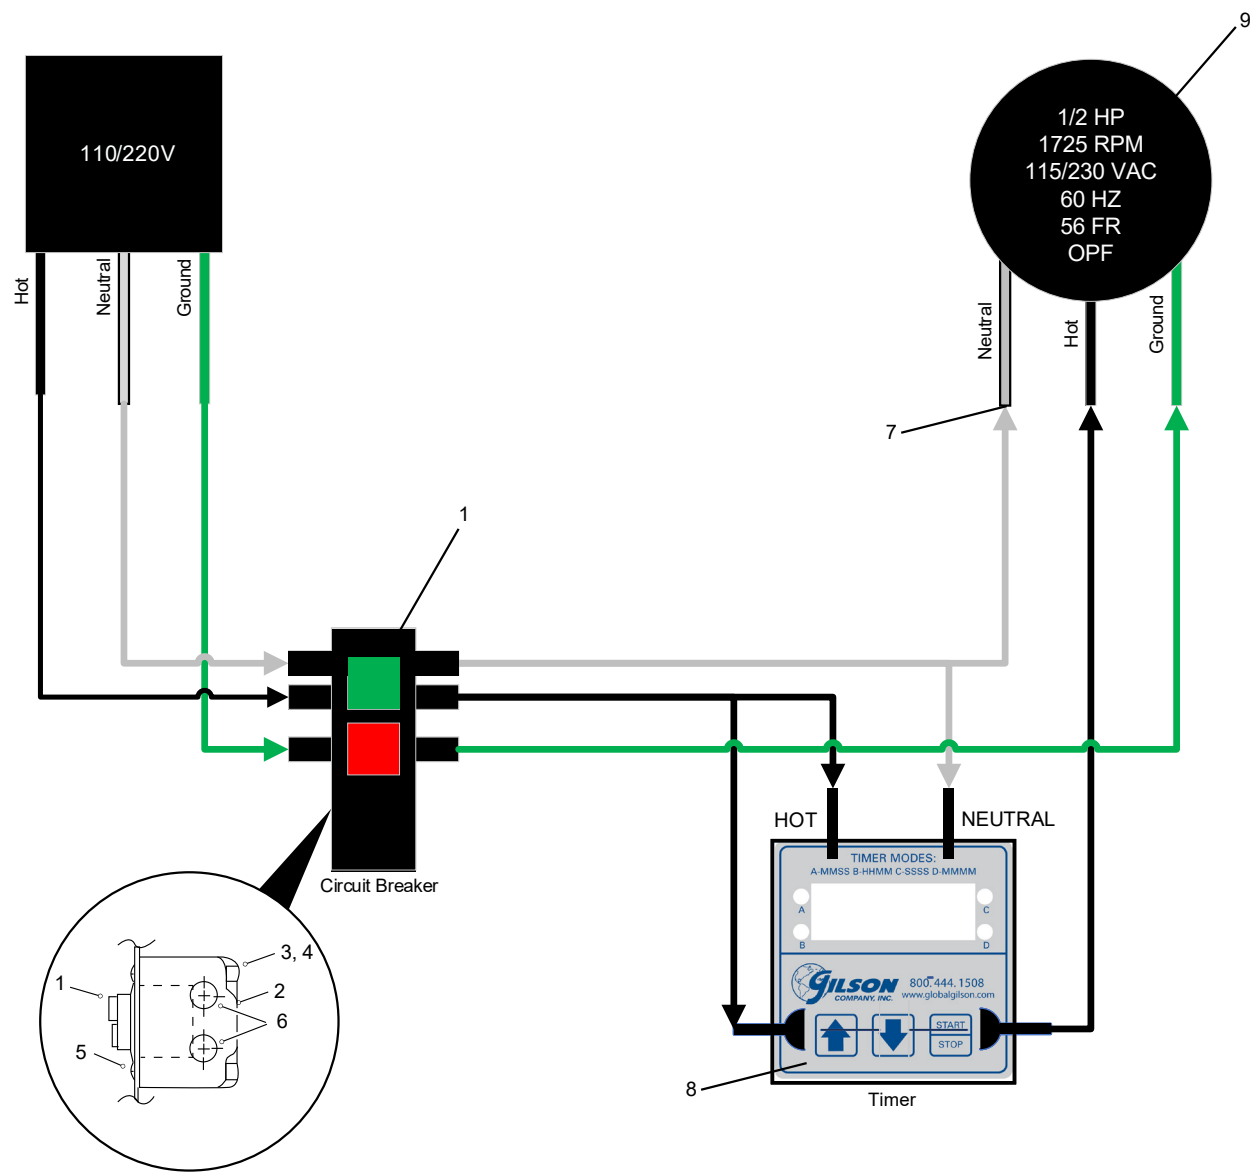 9
110/220V
1/2 HP
1725 RPM
115/230 VAC
60 HZ
56 FR
OPF
Hot
Neutral
Ground
Neutral
Hot
Ground
7
1
Circuit Breaker
HOT
NEUTRAL
TIMER MODES:
A-MMSS B-HHMM C-SSSS D-MMMM
A
C
B
D
GILSON
COMPANY, INC.
800.444.1508
www.globalgilson.com
START
STOP
8
Timer
1
3, 4
2
6
5